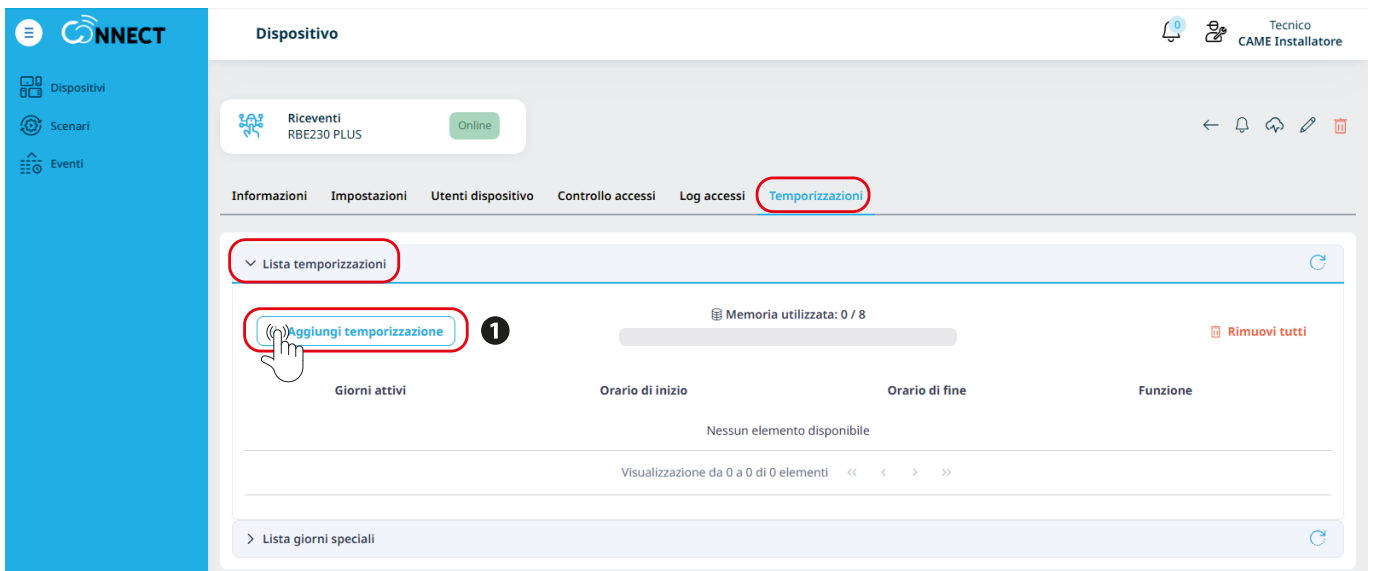 CONNECT
Dispositivo
0
Tecnico
CAME Installatore
Dispositivi
Scenari
Eventi
Riceventi
RBE230 PLUS
Online
Informazioni Impostazioni Utenti dispositivo Controllo accessi Log accessi Temporizzazioni
Lista temporizzazioni
Aggiungi temporizzazione
1
Memoria utilizzata: 0 / 8
Rimuovi tutti
Giorni attivi Orario di inizio Orario di fine Funzione
Nessun elemento disponibile
Visualizzazione da 0 a 0 di 0 elementi
Lista giorni speciali